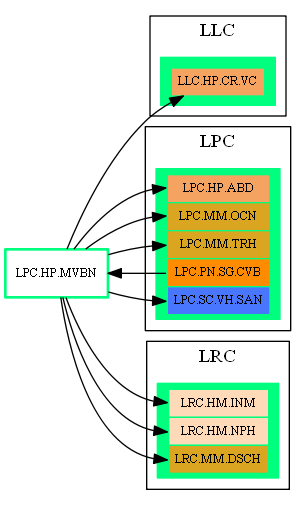 LLC
LLC.HP.CR.VC
LPC
LPC.HP.ABD
LPC.MM.OCN
LPC.MM.TRH
LPC.HP.MVBN
LPC.PN.SG.CVB
LPC.SC.VH.SAN
LRC
LRC.HM.INM
LRC.HM.NPH
LRC.MM.DSCH